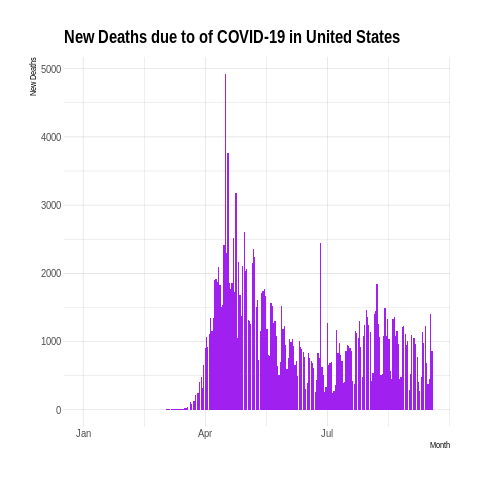 New Deaths due to of COVID-19 in United States
New Deaths
5000
4000
3000
2000
1000
0
Jan Apr Jul
Month